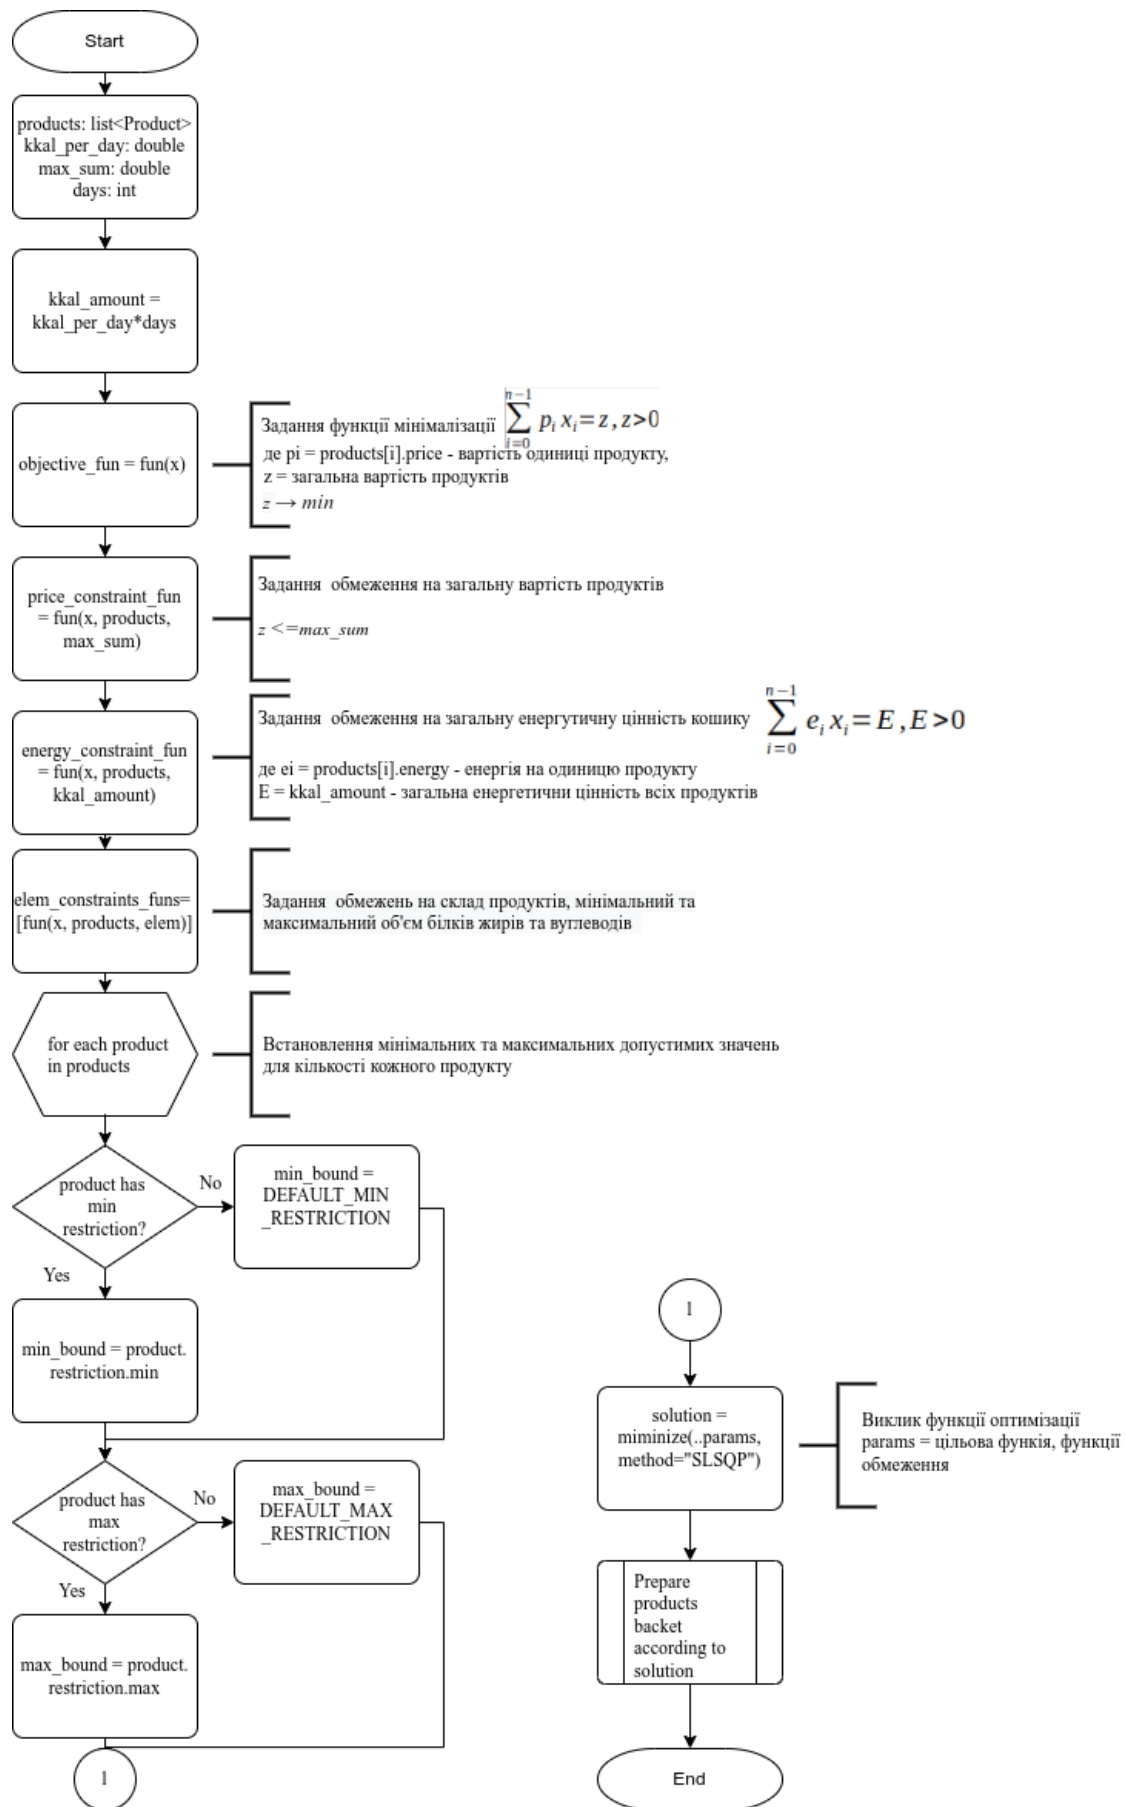 Start
products: list<Product>
kkal_per_day: double
max_sum: double
days: int
kkal_amount =
kkal_per_day*days
objective_fun = fun(x)
Задання функції мінімалізації
n−1
∑ p_i x_i = z , z>0
i=0
де pi = products[i].price - вартість одиниці продукту,
z = загальна вартість продуктів
z → min
price_constraint_fun
= fun(x, products,
max_sum)
Задання обмеження на загальну вартість продуктів
z <=max_sum
energy_constraint_fun
= fun(x, products,
kkal_amount)
Задання обмеження на загальну енергутичну цінність кошику
n−1
∑ e_i x_i = E , E>0
i=0
де ei = products[i].energy - енергія на одиницю продукту
E = kkal_amount - загальна енергетични цінність всіх продуктів
elem_constraints_funs=
[fun(x, products, elem)]
Задання обмежень на склад продуктів, мінімальний та
максимальний об'єм білків жирів та вуглеводів
for each product
in products
Встановлення мінімальних та максимальних допустимих значень
для кількості кожного продукту
product has
min
restriction?
No
min_bound =
DEFAULT_MIN
_RESTRICTION
Yes
min_bound = product.
restriction.min
product has
max
restriction?
No
max_bound =
DEFAULT_MAX
_RESTRICTION
Yes
max_bound = product.
restriction.max
1
1
solution =
miminize(..params,
method="SLSQP")
Виклик функції оптимізації
params = цільова функія, функції
обмеження
Prepare
products
backet
according to
solution
End